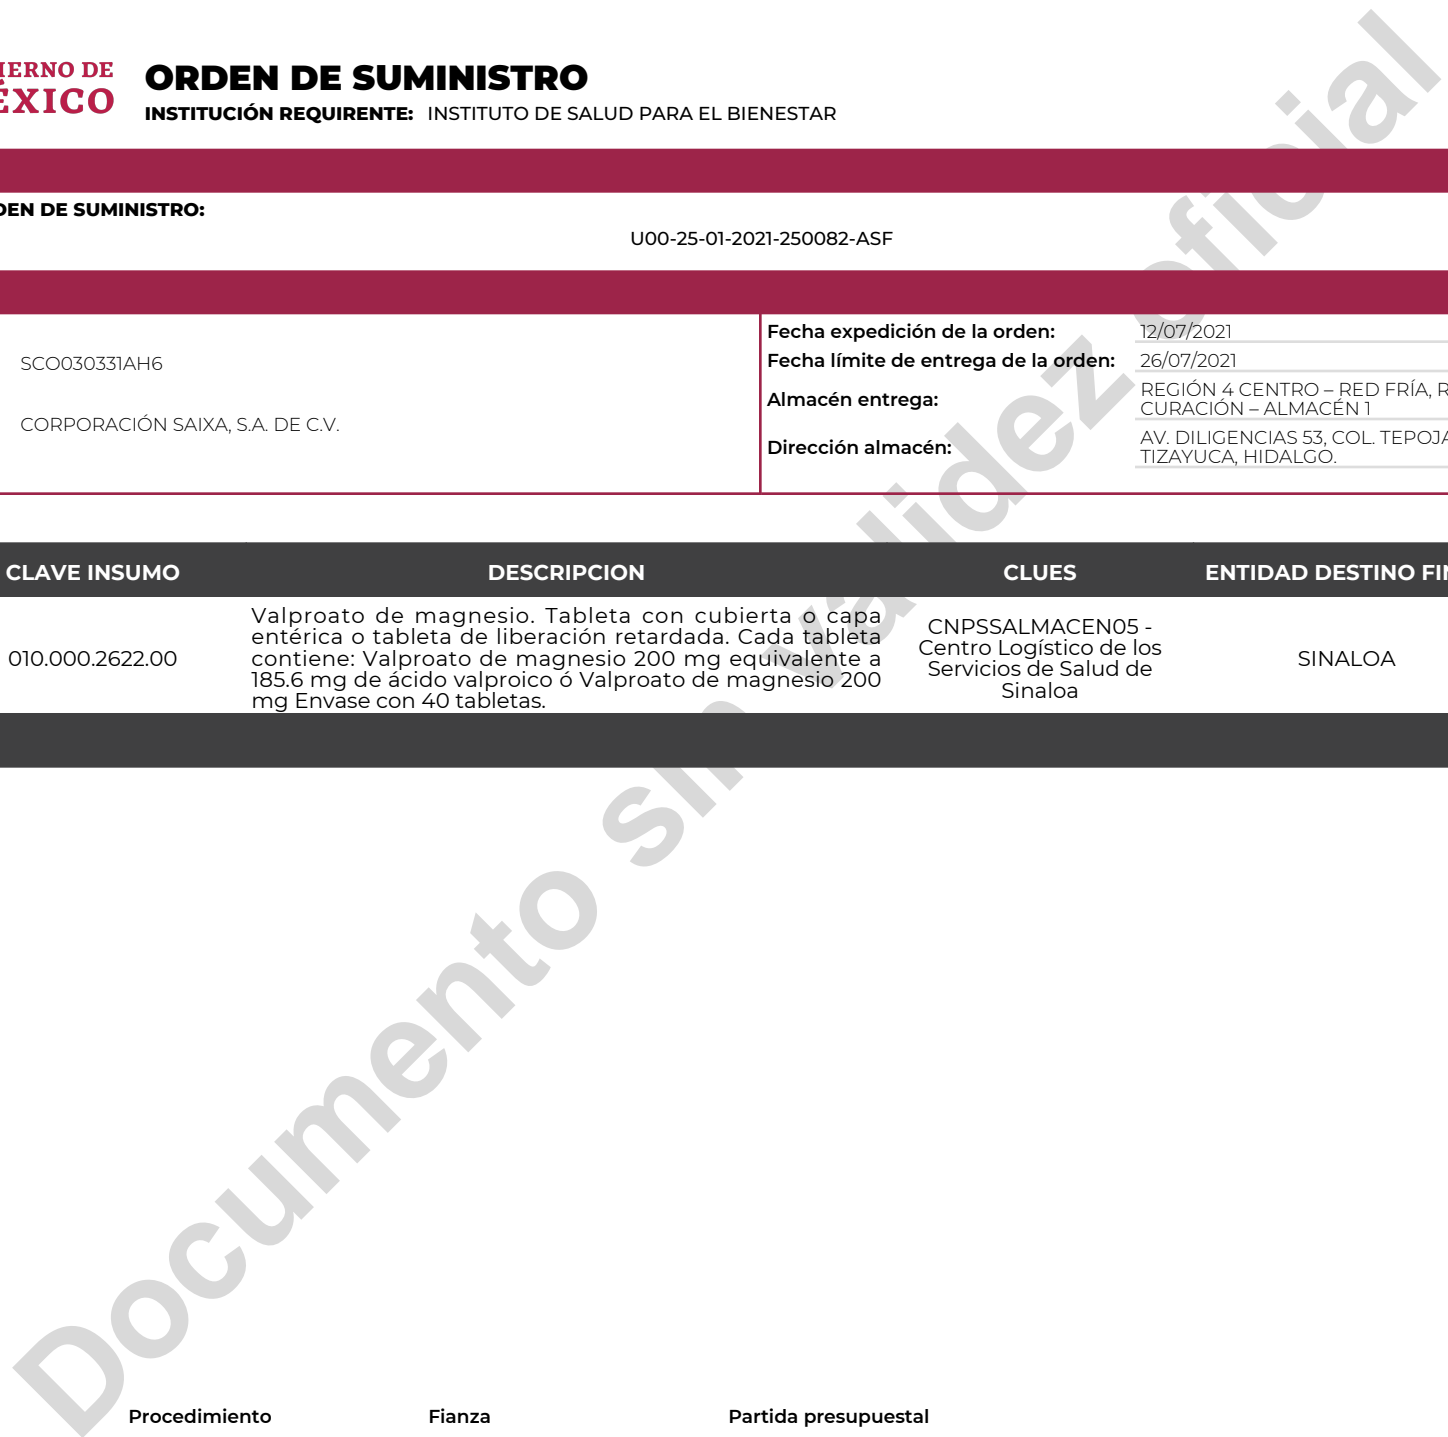 IERNO DE
ÉXICO
ORDEN DE SUMINISTRO
INSTITUCIÓN REQUIRENTE: INSTITUTO DE SALUD PARA EL BIENESTAR
DEN DE SUMINISTRO:
U00-25-01-2021-250082-ASF
SCO030331AH6
CORPORACIÓN SAIXA, S.A. DE C.V.
Fecha expedición de la orden: 12/07/2021
Fecha límite de entrega de la orden: 26/07/2021
Almacén entrega: REGIÓN 4 CENTRO – RED FRÍA, R
CURACIÓN – ALMACÉN 1
Dirección almacén: AV. DILIGENCIAS 53, COL. TEPOJA
TIZAYUCA, HIDALGO.
CLAVE INSUMO DESCRIPCION CLUES ENTIDAD DESTINO FIN
010.000.2622.00
Valproato de magnesio. Tableta con cubierta o capa
entérica o tableta de liberación retardada. Cada tableta
contiene: Valproato de magnesio 200 mg equivalente a
185.6 mg de ácido valproico ó Valproato de magnesio 200
mg Envase con 40 tabletas.
CNPSSALMACEN05 -
Centro Logístico de los
Servicios de Salud de
Sinaloa
SINALOA
Documento sin validez oficial
Procedimiento Fianza Partida presupuestal